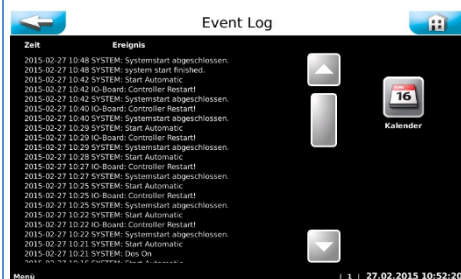 Event Log
Zeit Ereignis
2015-02-27 10:48 SYSTEM: Systemstart abgeschlossen.
2015-02-27 10:48 SYSTEM: system start finished.
2015-02-27 10:42 SYSTEM: Start Automatic
2015-02-27 10:42 IO-Board: Controller Restart!
2015-02-27 10:42 SYSTEM: Systemstart abgeschlossen.
2015-02-27 10:40 IO-Board: Controller Restart!
2015-02-27 10:40 SYSTEM: Systemstart abgeschlossen.
2015-02-27 10:29 SYSTEM: Start Automatic
2015-02-27 10:29 IO-Board: Controller Restart!
2015-02-27 10:29 SYSTEM: Systemstart abgeschlossen.
2015-02-27 10:28 SYSTEM: Start Automatic
2015-02-27 10:27 IO-Board: Controller Restart!
2015-02-27 10:27 SYSTEM: Systemstart abgeschlossen.
2015-02-27 10:25 SYSTEM: Start Automatic
2015-02-27 10:25 IO-Board: Controller Restart!
2015-02-27 10:25 SYSTEM: Systemstart abgeschlossen.
2015-02-27 10:22 SYSTEM: Start Automatic
2015-02-27 10:22 IO-Board: Controller Restart!
2015-02-27 10:22 SYSTEM: Systemstart abgeschlossen.
2015-02-27 10:21 SYSTEM: Start Automatic
2015-02-27 10:21 SYSTEM: Dos On
2015-02-27 10:16 SYSTEM: Start Automatic
16
Kalender
Menü | 1 | 27.02.2015 10:52:20